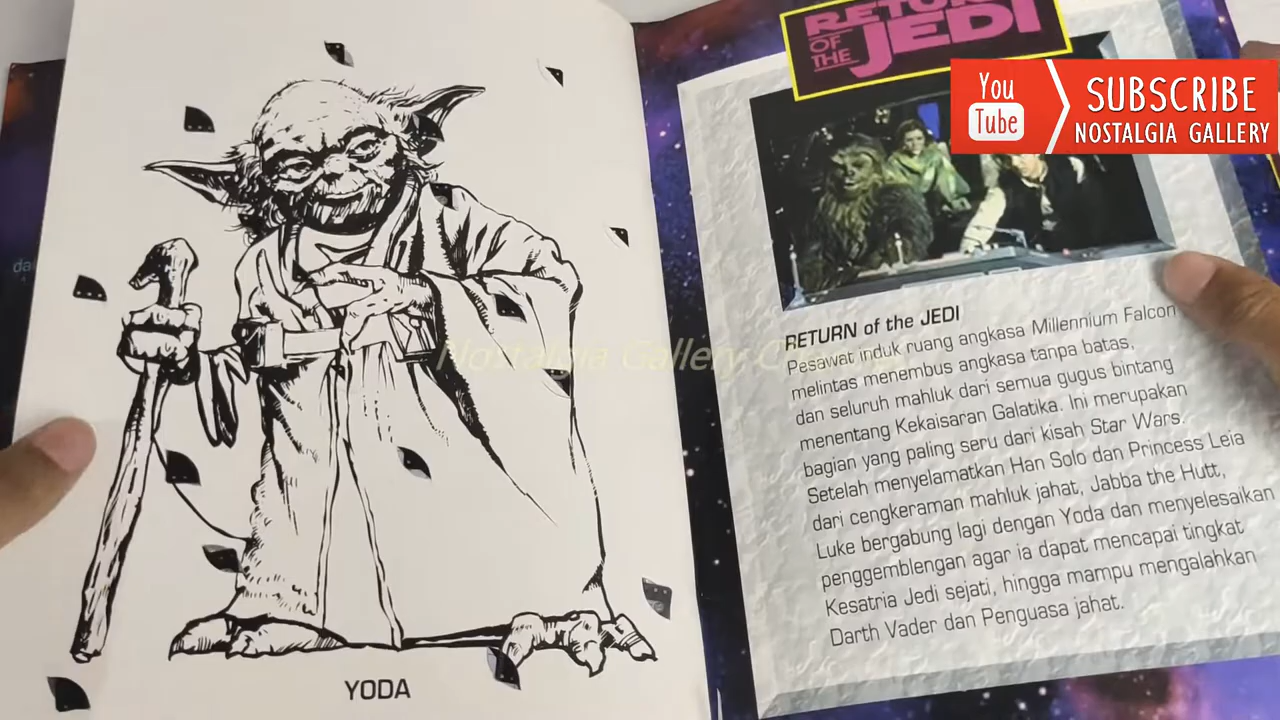 YODA
RETURN
OF
THE
JEDI
RETURN of the JEDI
Pesawat induk ruang angkasa Millennium Falcon
melintas menembus angkasa tanpa batas,
dan seluruh mahluk dari semua gugus bintang
menentang Kekaisaran Galatika. Ini merupakan
bagian yang paling seru dari kisah Star Wars.
Setelah menyelamatkan Han Solo dan Princess Leia
dari cengkeraman mahluk jahat, Jabba the Hutt,
Luke bergabung lagi dengan Yoda dan menyelesaikan
penggemblengan agar ia dapat mencapai tingkat
Kesatria Jedi sejati, hingga mampu mengalahkan
Darth Vader dan Penguasa jahat.
You
Tube
SUBSCRIBE
NOSTALGIA GALLERY
Nostalgia Gallery